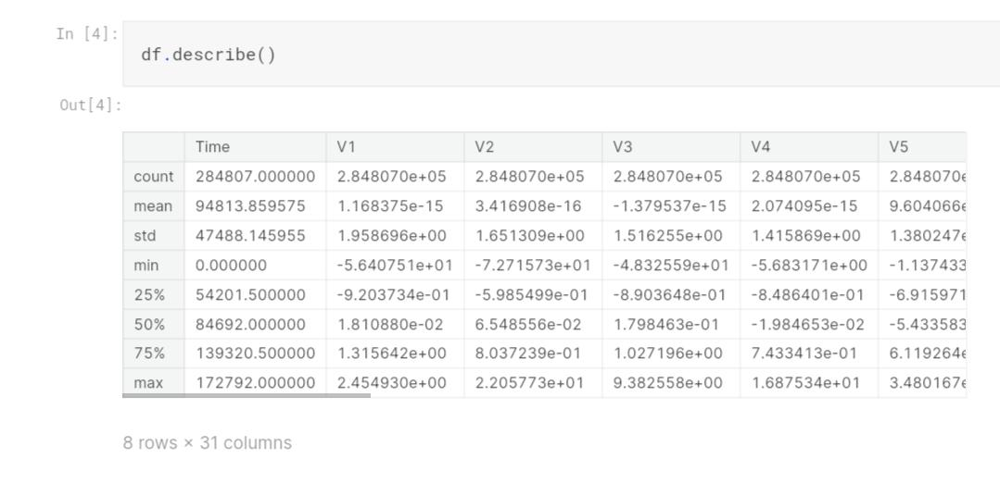 In [4]:
df.describe()
Out[4]:
Time V1 V2 V3 V4 V5
count 284807.000000 2.848070e+05 2.848070e+05 2.848070e+05 2.848070e+05 2.848070e
mean 94813.859575 1.168375e-15 3.416908e-16 -1.379537e-15 2.074095e-15 9.604066e
std 47488.145955 1.958696e+00 1.651309e+00 1.516255e+00 1.415869e+00 1.380247e
min 0.000000 -5.640751e+01 -7.271573e+01 -4.832559e+01 -5.683171e+00 -1.137433
25% 54201.500000 -9.203734e-01 -5.985499e-01 -8.903648e-01 -8.486401e-01 -6.915971
50% 84692.000000 1.810880e-02 6.548556e-02 1.798463e-01 -1.984653e-02 -5.433583
75% 139320.500000 1.315642e+00 8.037239e-01 1.027196e+00 7.433413e-01 6.119264e
max 172792.000000 2.454930e+00 2.205773e+01 9.382558e+00 1.687534e+01 3.480167e
8 rows × 31 columns